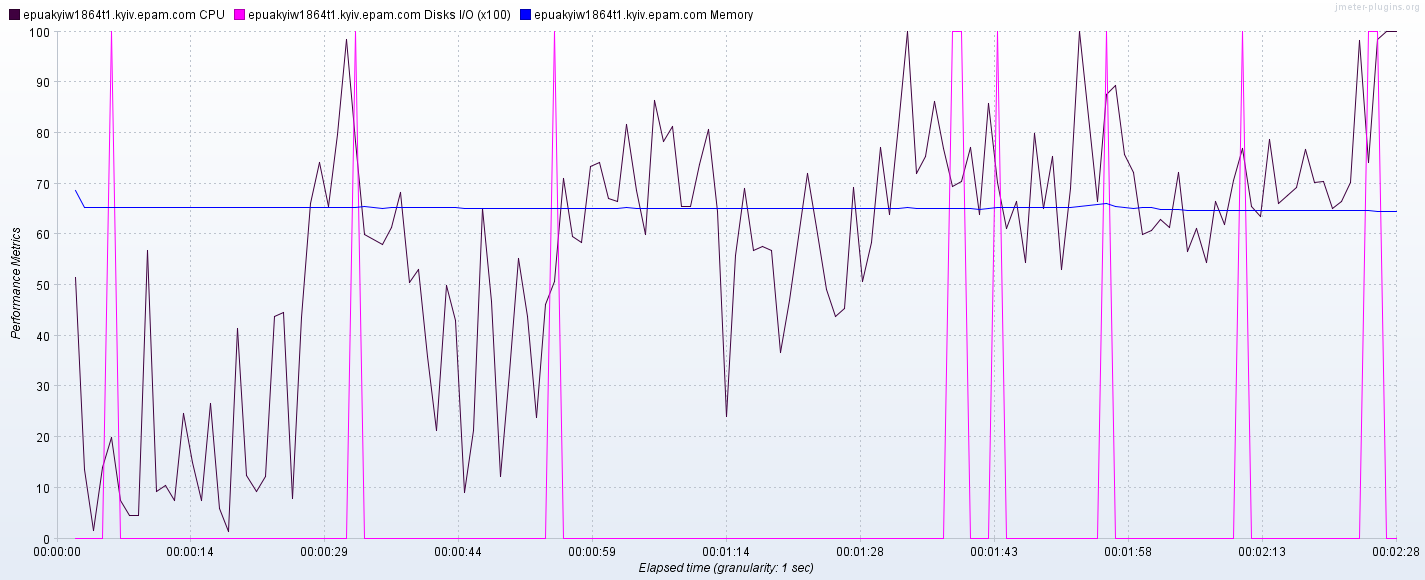 epuakyiw1864t1.kyiv.epam.com CPU epuakyiw1864t1.kyiv.epam.com Disks I/O (x100) epuakyiw1864t1.kyiv.epam.com Memory
jmeter-plugins.org
100
90
80
70
60
50
40
30
20
10
0
Performance Metrics
00:00:00 00:00:14 00:00:29 00:00:44 00:00:59 00:01:14 00:01:28 00:01:43 00:01:58 00:02:13 00:02:28
Elapsed time (granularity: 1 sec)